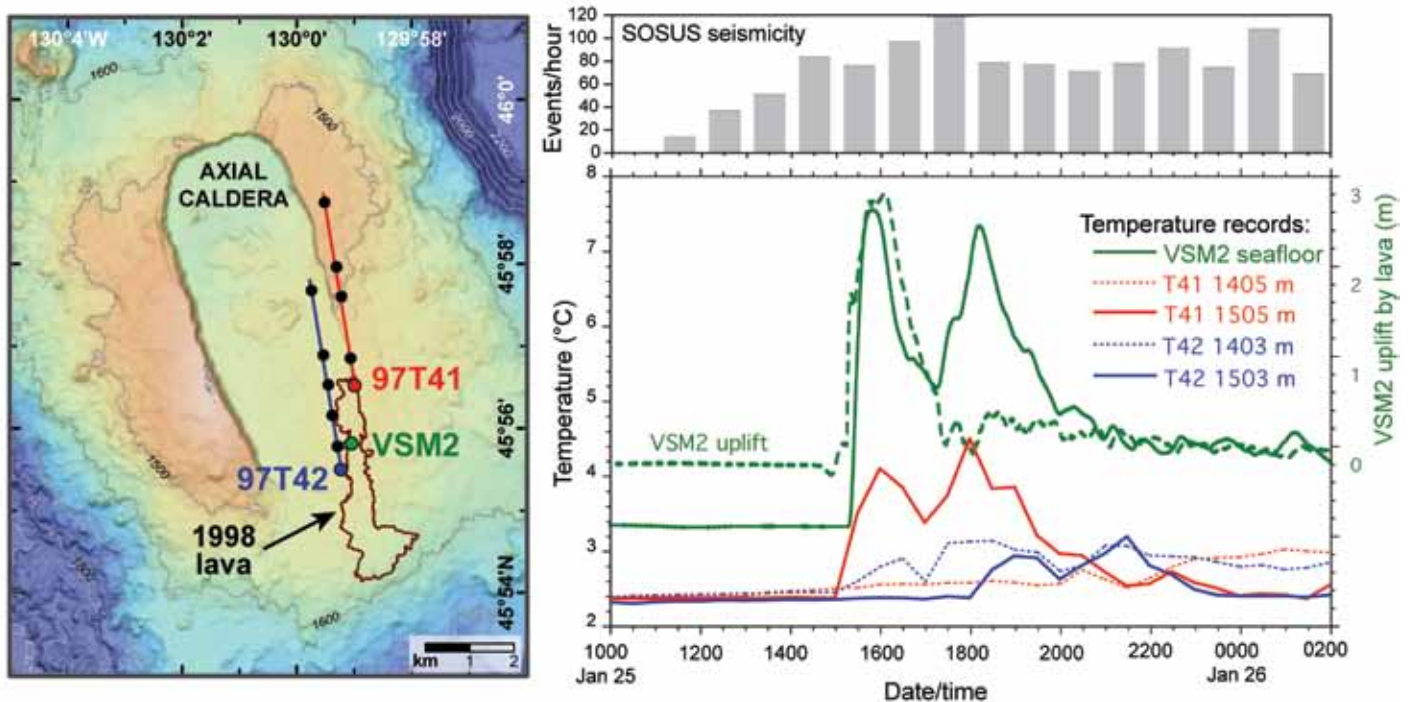 130°4'W 130°2' 130°0' 129°58'
1600
46°0'
2000
2200
1500
AXIAL
CALDERA
45°58'
97T41
VSM2
45°56'
97T42
1500
1998
lava
45°54'N
1800
1600
km 1 2
SOSUS seismicity
Events/hour
120
100
80
60
40
20
0
Temperature (°C)
8
7
6
5
4
3
2
Temperature records:
VSM2 seafloor
T41 1405 m
T41 1505 m
T42 1403 m
T42 1503 m
VSM2 uplift
3
2
1
0
VSM2 uplift by lava (m)
1000 1200 1400 1600 1800 2000 2200 0000 0200
Jan 25 Jan 26
Date/time